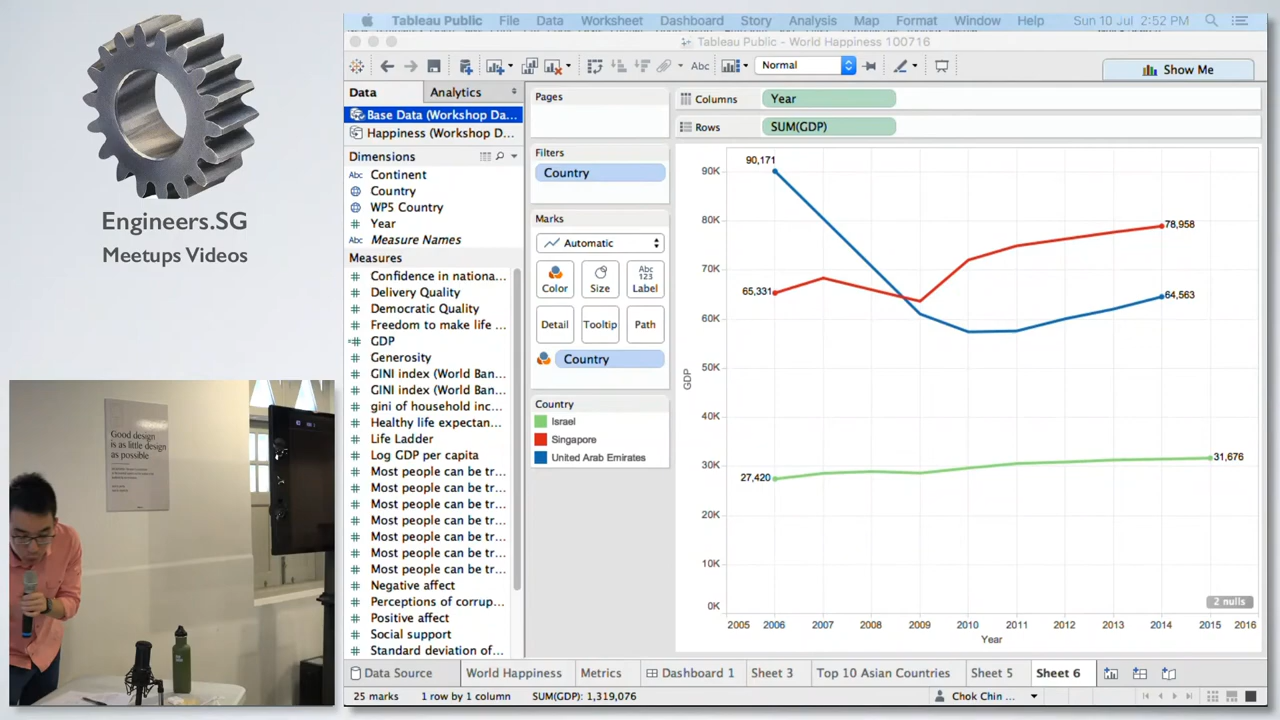 Engineers.SG
Meetups Videos
Good design
is as little design
as possible
Tableau Public File Data Worksheet Dashboard Story Analysis Map Format Window Help Sun 10 Jul 2:52 PM
Tableau Public - World Happiness 100716
Abc Normal Show Me
Data Analytics
Base Data (Workshop Da...
Happiness (Workshop D...
Dimensions
Abc Continent
Country
WP5 Country
# Year
Abc Measure Names
Measures
# Confidence in nationa...
# Delivery Quality
# Democratic Quality
# Freedom to make life ...
=# GDP
# Generosity
# GINI index (World Ban...
# GINI index (World Ban...
# gini of household inc...
# Healthy life expectan...
# Life Ladder
# Log GDP per capita
# Most people can be tr...
# Most people can be tr...
# Most people can be tr...
# Most people can be tr...
# Most people can be tr...
# Most people can be tr...
# Most people can be tr...
# Negative affect
# Perceptions of corrup...
# Positive affect
# Social support
# Standard deviation of...
Pages
Filters
Country
Marks
Automatic
Color Size Abc 123 Label
Detail Tooltip Path
Country
Country
Israel
Singapore
United Arab Emirates
Columns Year
Rows SUM(GDP)
90,171
90K
80K
78,958
70K
65,331
64,563
60K
50K
GDP
40K
30K
31,676
27,420
20K
10K
0K
2 nulls
2005 2006 2007 2008 2009 2010 2011 2012 2013 2014 2015 2016
Year
Data Source World Happiness Metrics Dashboard 1 Sheet 3 Top 10 Asian Countries Sheet 5 Sheet 6
25 marks 1 row by 1 column SUM(GDP): 1,319,076 Chok Chin ...